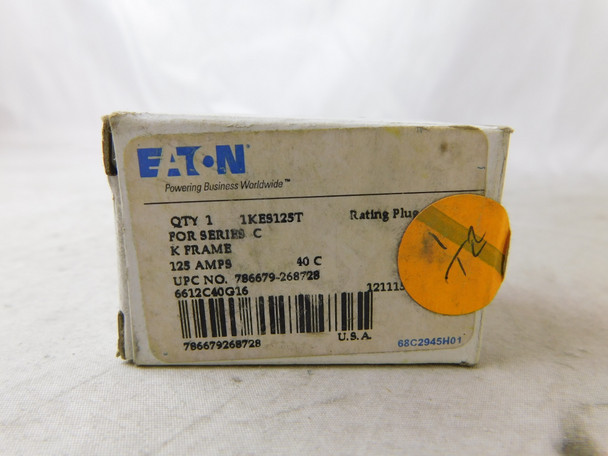 EATON
Powering Business Worldwide™
QTY 1 1KES125T Rating Plug
FOR SERIES C
K FRAME
125 AMPS 40 C
UPC NO. 786679-268728
6612C40G16 121115
786679268728 U.S.A.
68C2945H01